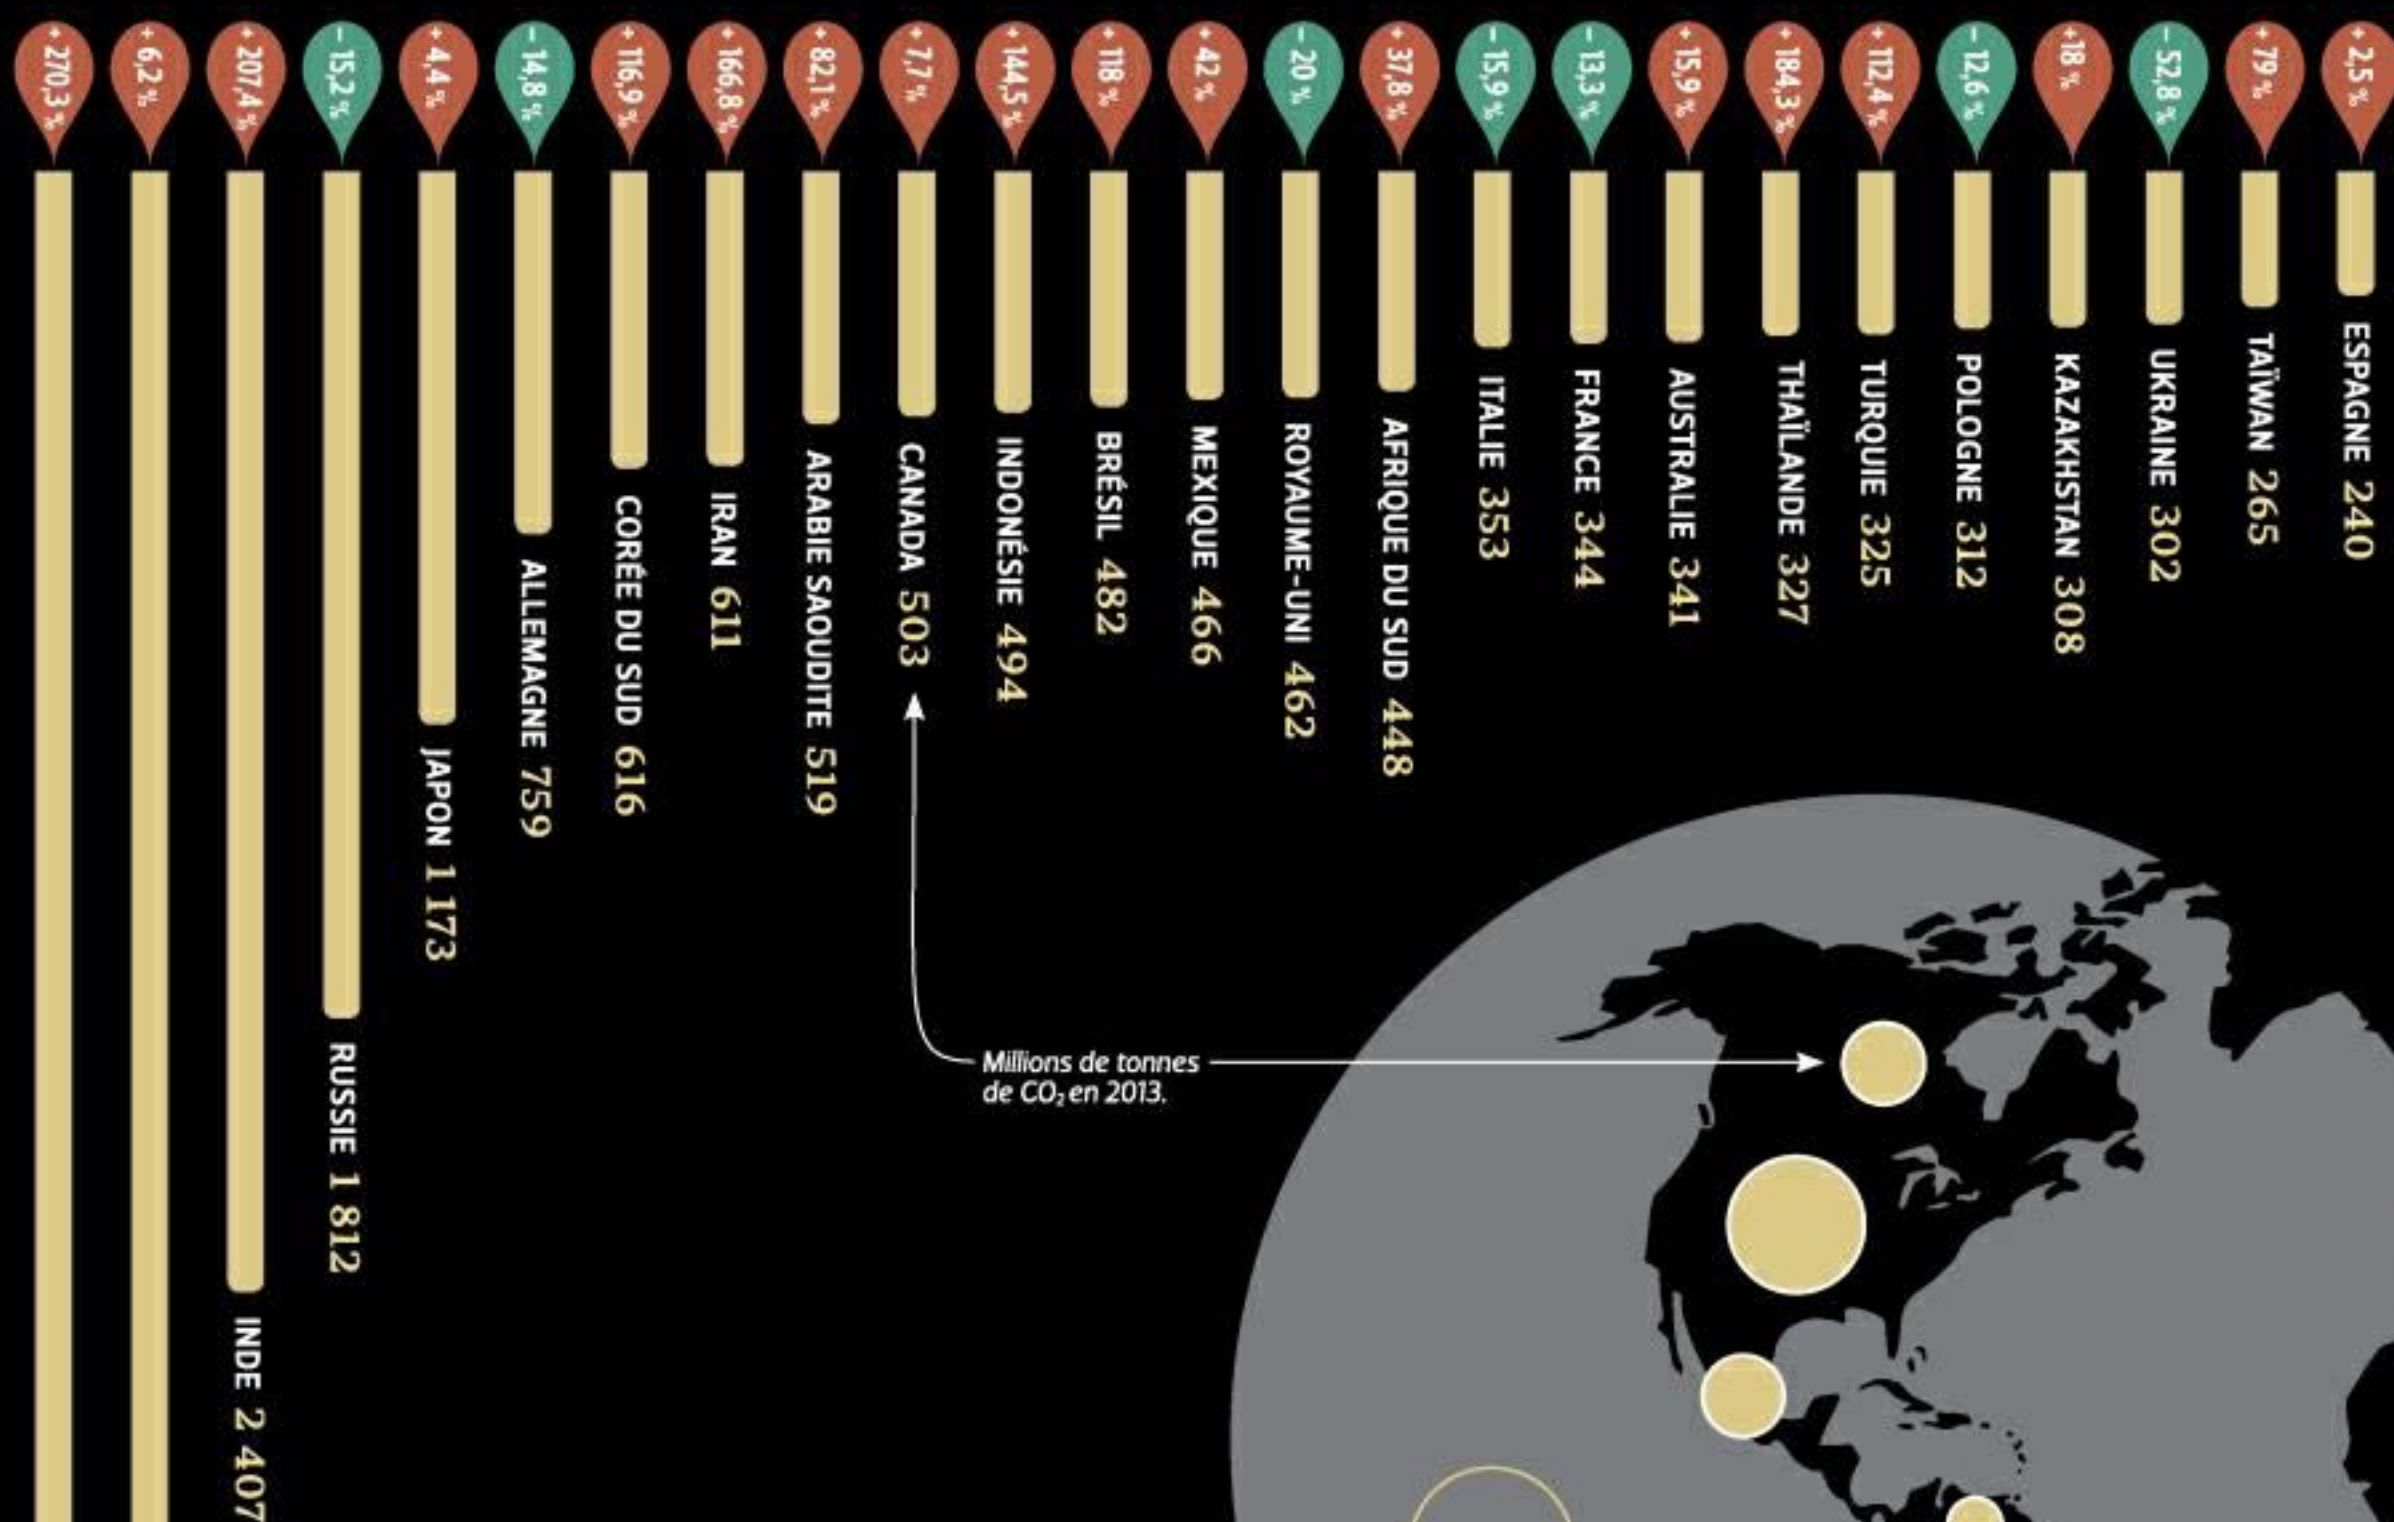 + 270,3 %
+ 6,2 %
+ 207,4 %
INDE 2 407
- 15,2 %
RUSSIE 1 812
+ 4,4 %
JAPON 1 173
- 14,8 %
ALLEMAGNE 759
+ 116,9 %
CORÉE DU SUD 616
+ 166,8 %
IRAN 611
+ 82,1 %
ARABIE SAOUDITE 519
+ 7,7 %
CANADA 503
+ 144,5 %
INDONÉSIE 494
+ 118 %
BRÉSIL 482
+ 42 %
MEXIQUE 466
- 20 %
ROYAUME-UNI 462
+ 37,8 %
AFRIQUE DU SUD 448
- 15,9 %
ITALIE 353
- 13,3 %
FRANCE 344
+ 15,9 %
AUSTRALIE 341
+ 184,3 %
THAÏLANDE 327
+ 112,4 %
TURQUIE 325
- 12,6 %
POLOGNE 312
+18 %
KAZAKHSTAN 308
- 52,8 %
UKRAINE 302
+ 79 %
TAÏWAN 265
+ 2,5 %
ESPAGNE 240
Millions de tonnes
de CO₂ en 2013.